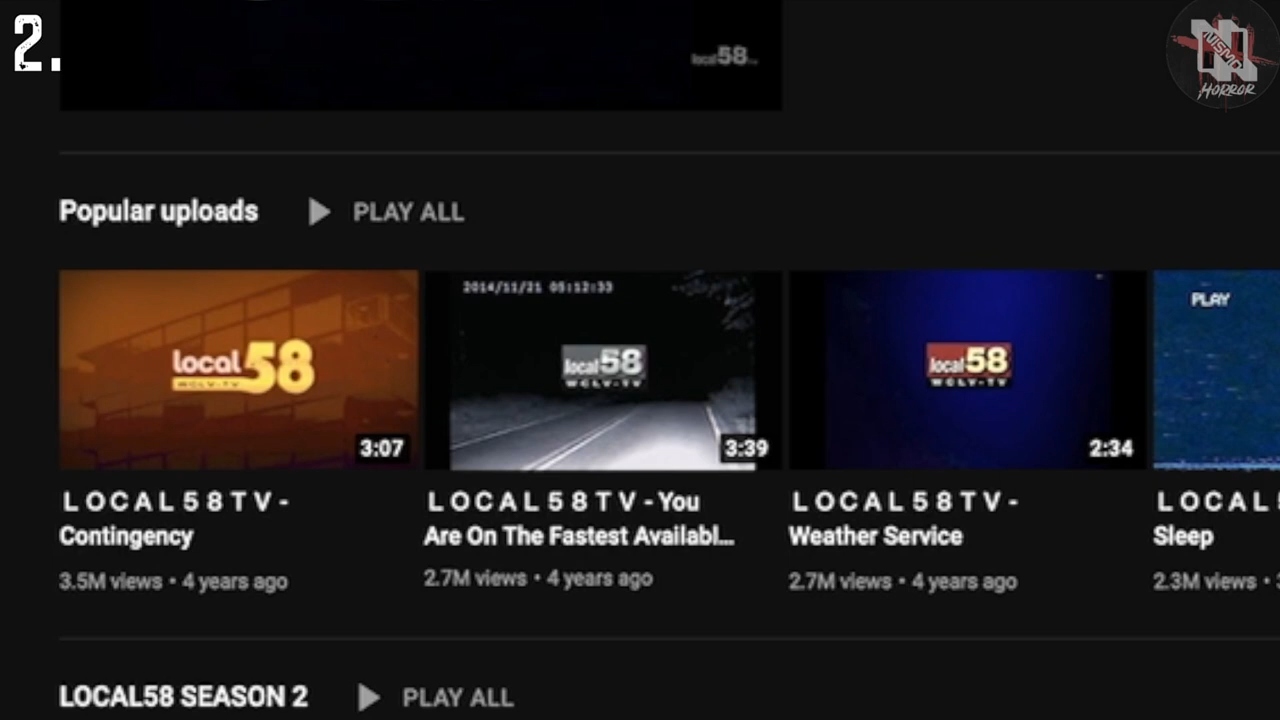 2.
local58
NISMO
HORROR
Popular uploads
PLAY ALL
local58
WCLV-TV
3:07
2014/11/21 05:12:33
local58
WCLV-TV
3:39
local58
WCLV-TV
2:34
PLAY
L O C A L 5 8 T V -
Contingency
3.5M views • 4 years ago
L O C A L 5 8 T V - You
Are On The Fastest Availabl...
2.7M views • 4 years ago
L O C A L 5 8 T V -
Weather Service
2.7M views • 4 years ago
L O C A L
Sleep
2.3M views •
LOCAL58 SEASON 2
PLAY ALL